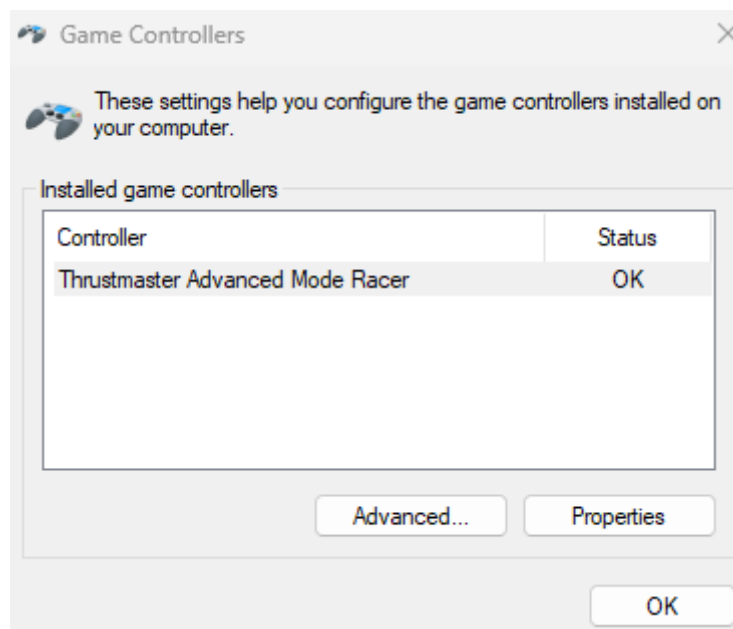 Game Controllers
These settings help you configure the game controllers installed on
your computer.
Installed game controllers
Controller Status
Thrustmaster Advanced Mode Racer OK
Advanced... Properties
OK